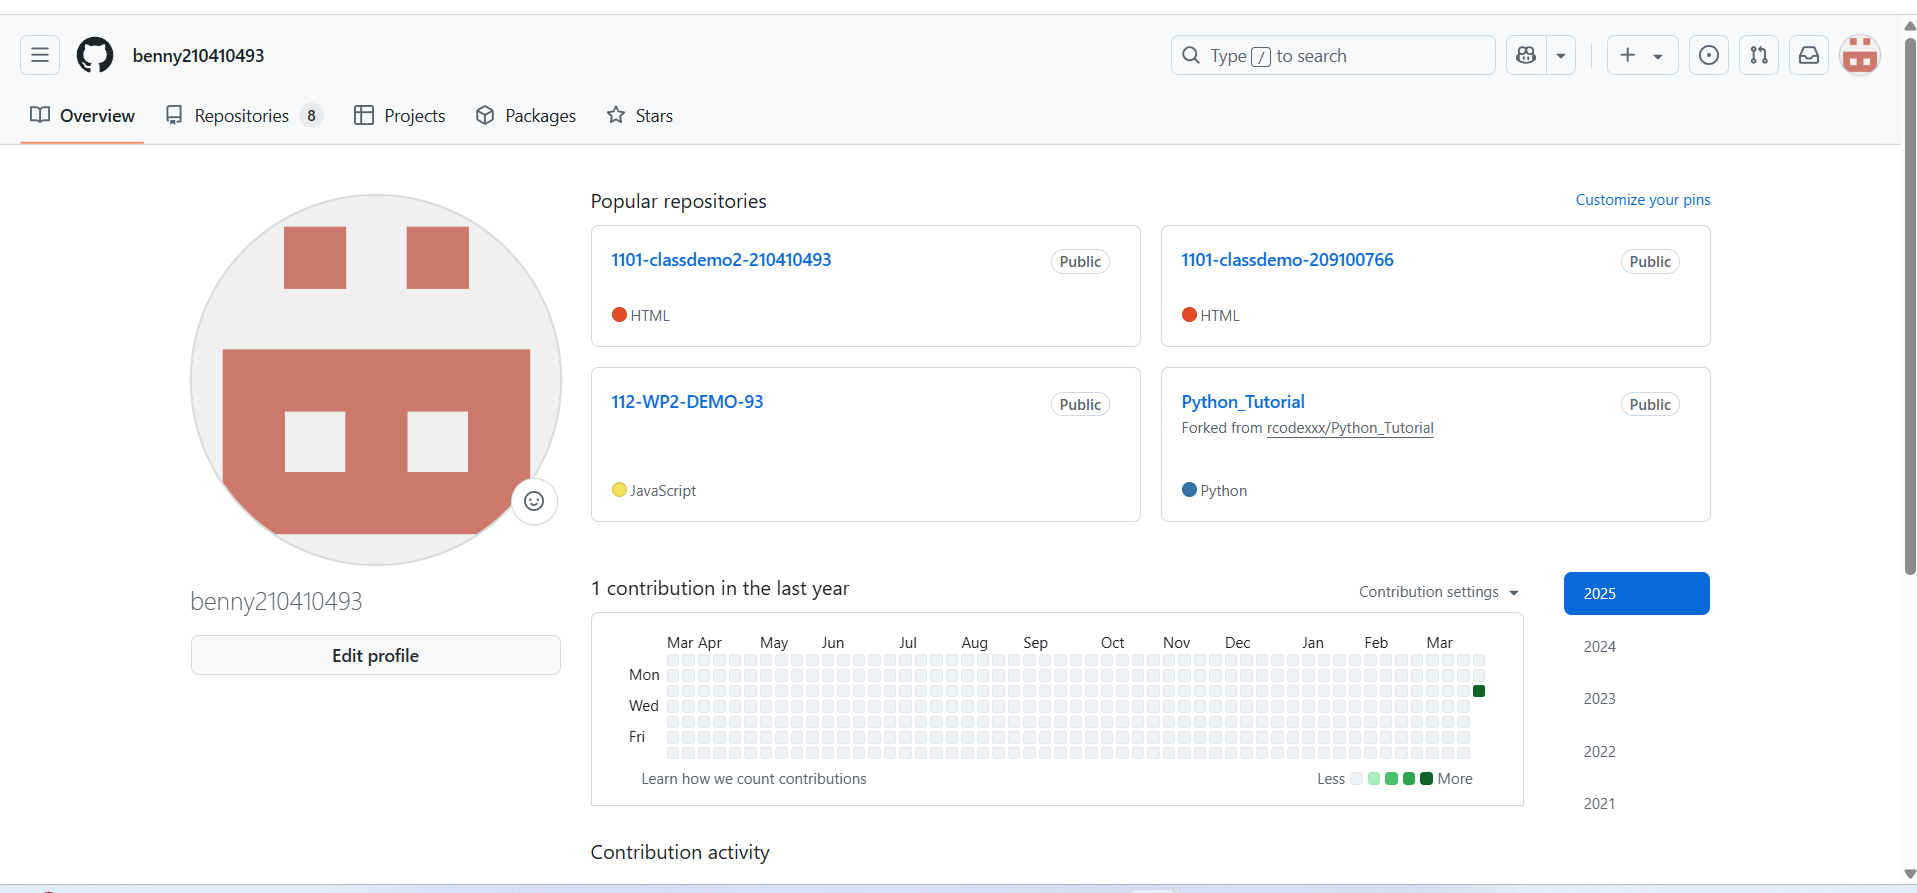 benny210410493
Type / to search
Overview
Repositories 8
Projects
Packages
Stars
Popular repositories
Customize your pins
1101-classdemo2-210410493
Public
HTML
1101-classdemo-209100766
Public
HTML
112-WP2-DEMO-93
Public
JavaScript
Python_Tutorial
Public
Forked from rcodexxx/Python_Tutorial
Python
benny210410493
Edit profile
1 contribution in the last year
Contribution settings
Mar Apr May Jun Jul Aug Sep Oct Nov Dec Jan Feb Mar
Mon
Wed
Fri
Learn how we count contributions
Less More
2025
2024
2023
2022
2021
Contribution activity